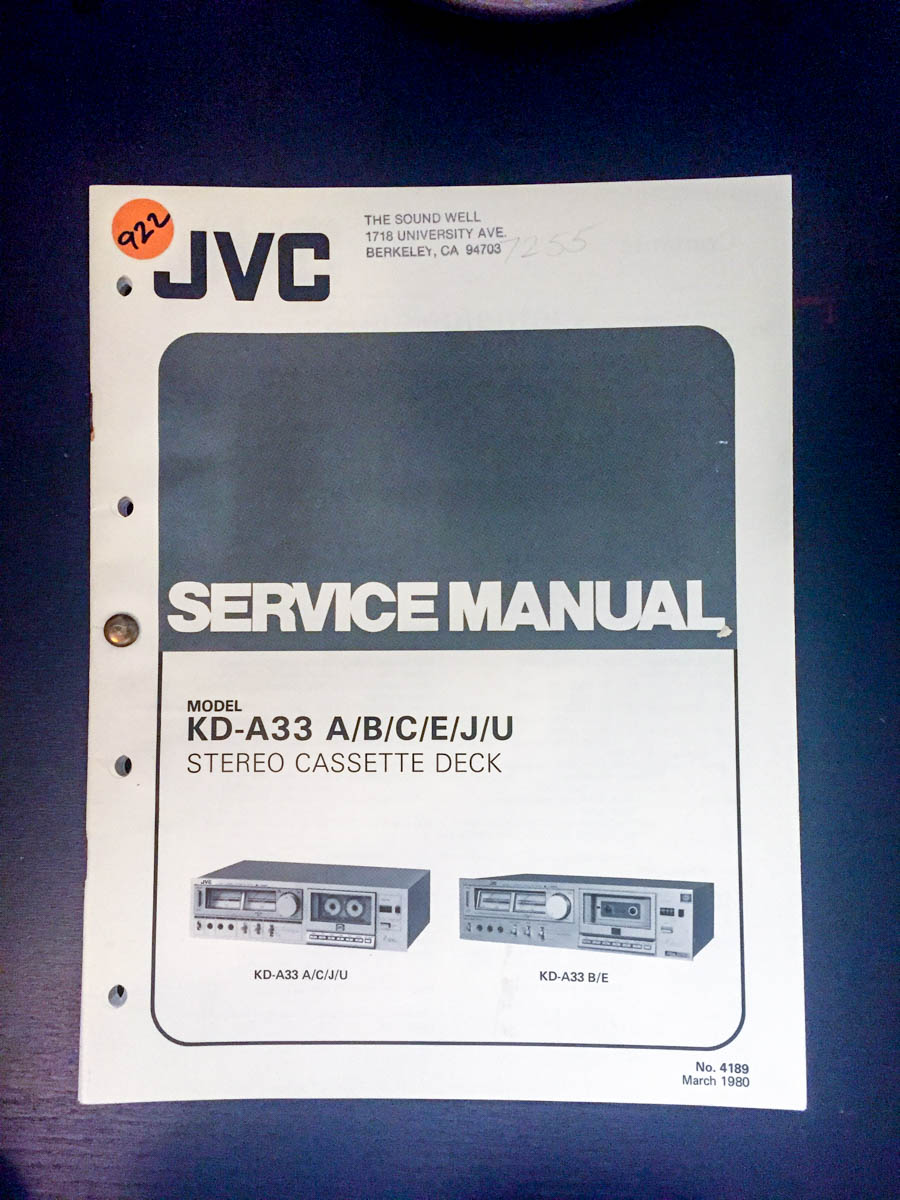 922
JVC
THE SOUND WELL
1718 UNIVERSITY AVE.
BERKELEY, CA 94703
7255
SERVICE MANUAL
MODEL
KD-A33 A/B/C/E/J/U
STEREO CASSETTE DECK
JVC
KD-A33 A/C/J/U
KD-A33 B/E
No. 4189
March 1980